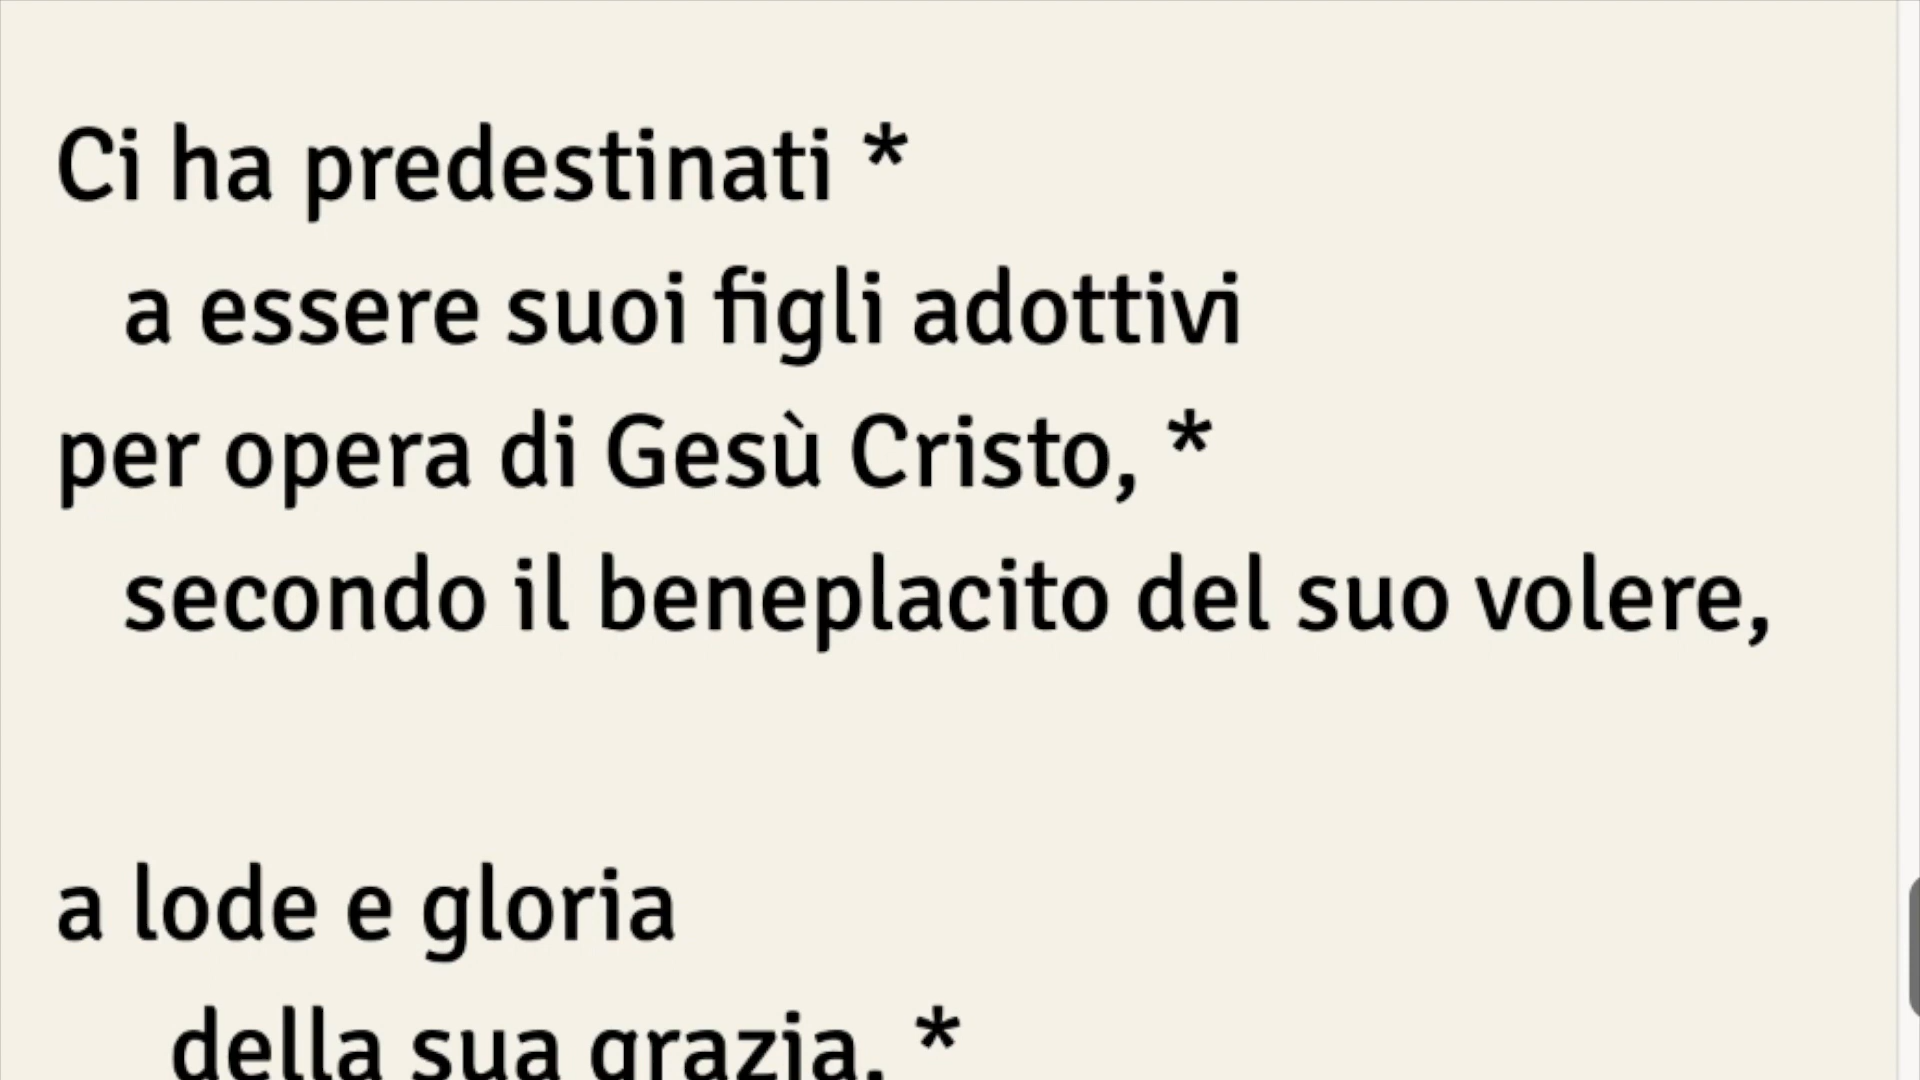 Ci ha predestinati *
a essere suoi figli adottivi
per opera di Gesù Cristo, *
secondo il beneplacito del suo volere,
a lode e gloria
della sua grazia, *